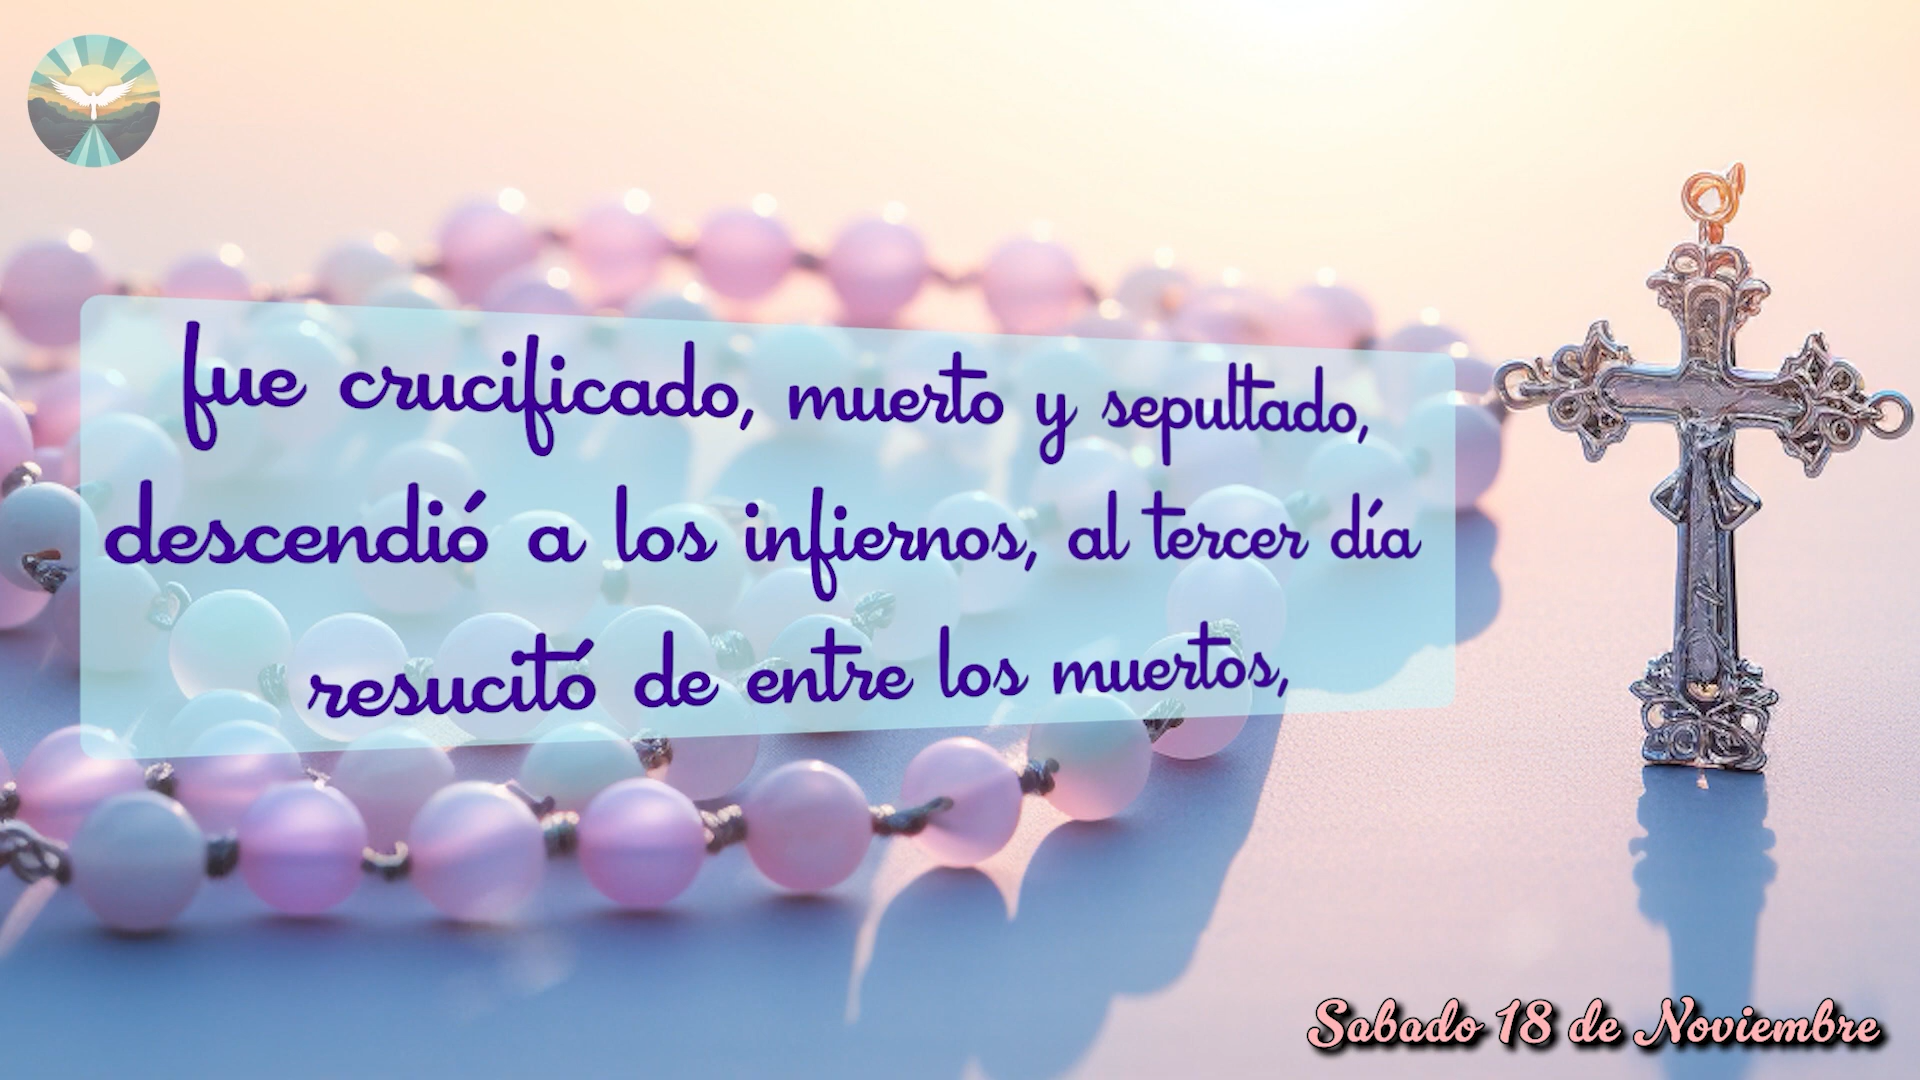 fue crucificado, muerto y sepultado,
descendió a los infiernos, al tercer día
resucitó de entre los muertos,
Sabado 18 de Noviembre